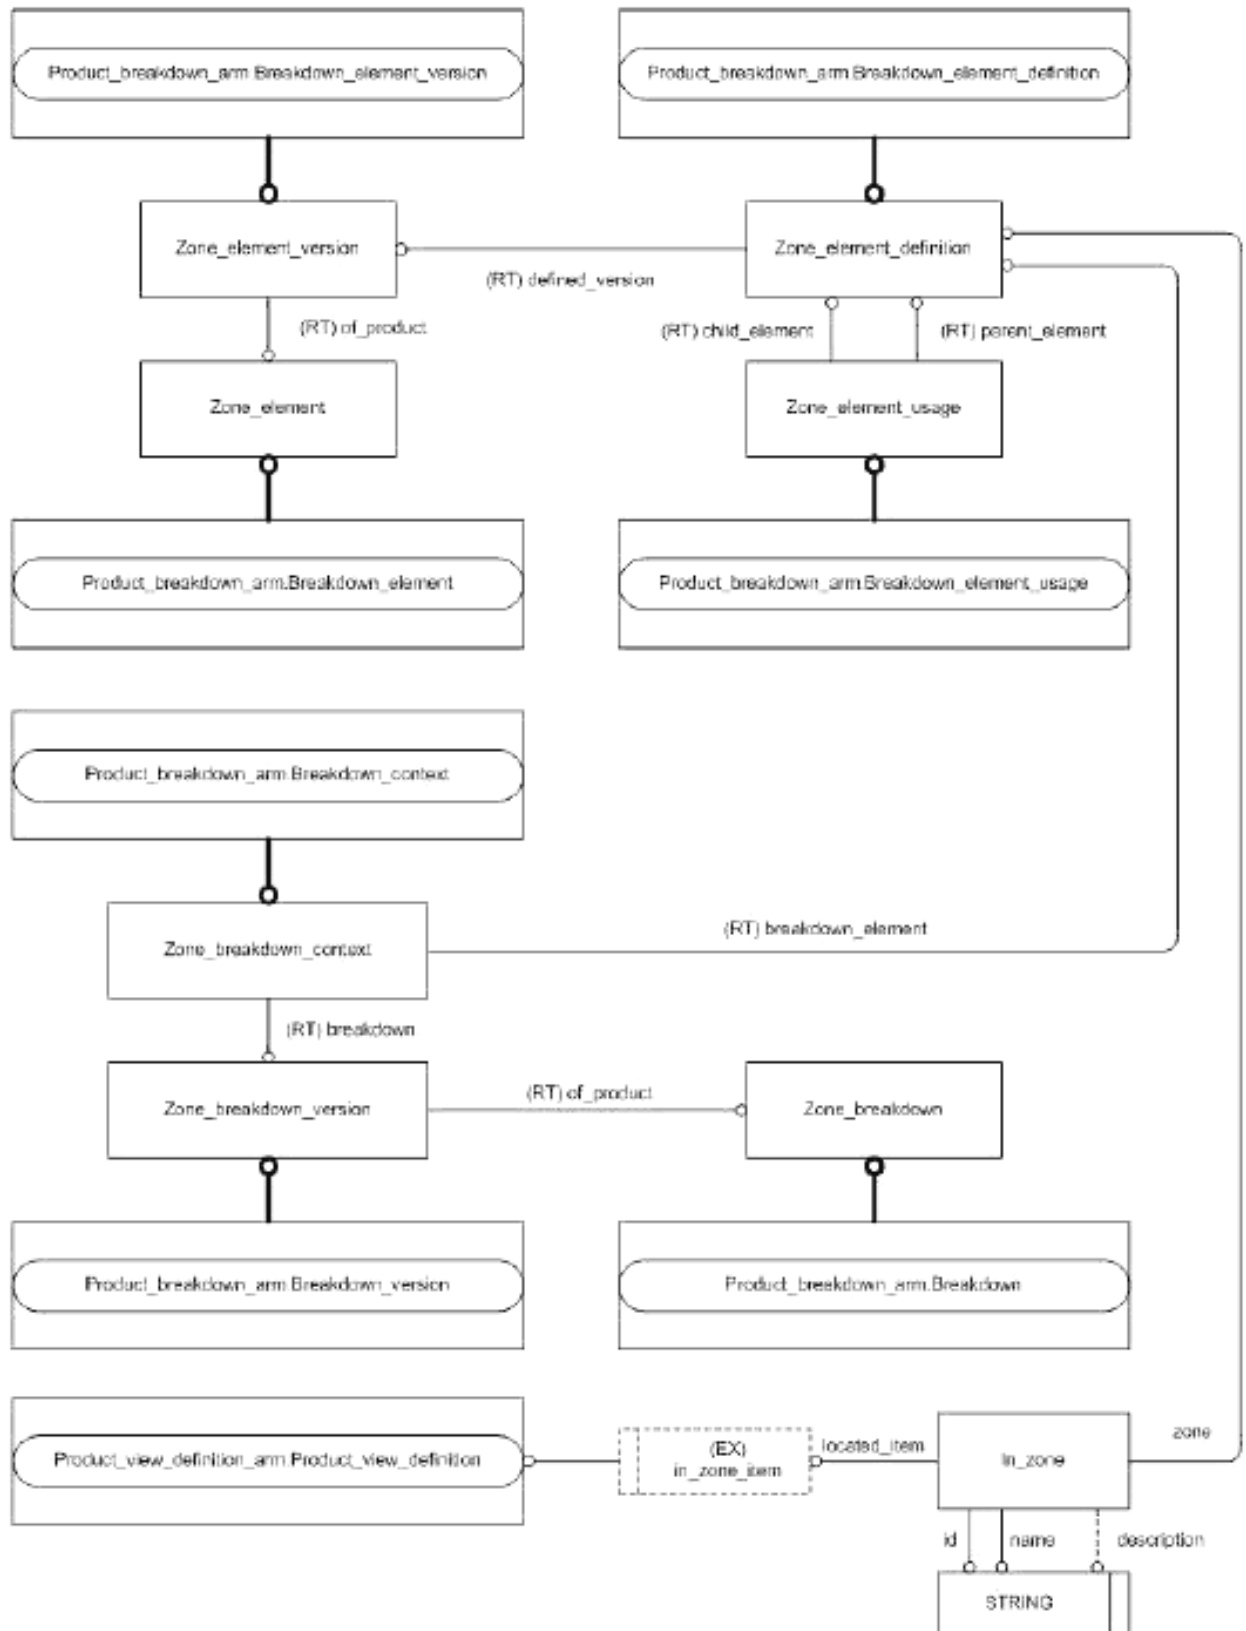 Product_breakdown_arm.Breakdown_element_version
Product_breakdown_arm.Breakdown_element_definition
Zone_element_version
Zone_element_definition
(RT) defined_version
(RT) of_product
(RT) child_element
(RT) parent_element
Zone_element
Zone_element_usage
Product_breakdown_arm.Breakdown_element
Product_breakdown_arm.Breakdown_element_usage
Product_breakdown_arm.Breakdown_context
(RT) breakdown_element
Zone_breakdown_context
(RT) breakdown
(RT) of_product
Zone_breakdown_version
Zone_breakdown
Product_breakdown_arm.Breakdown_version
Product_breakdown_arm.Breakdown
zone
(EX)
located_item
Product_view_definition_arm.Product_view_definition
in_zone_item
In_zone
id
name
description
STRING